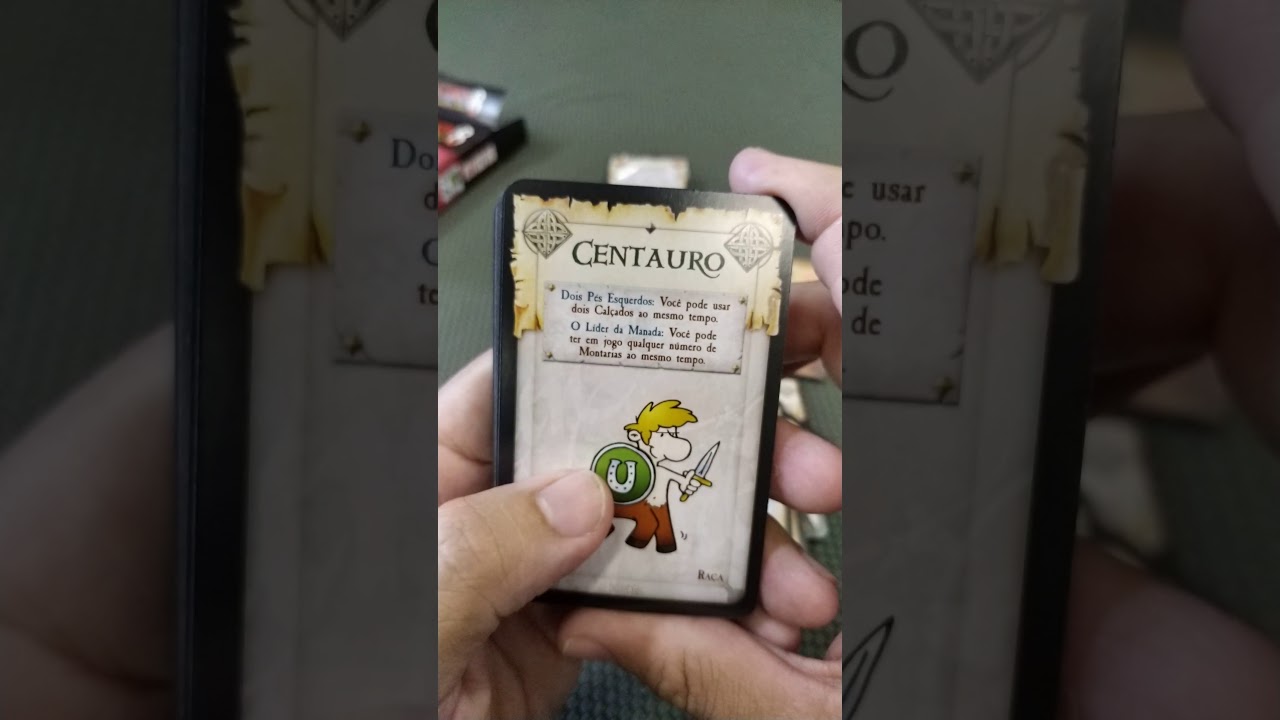 CENTAURO
Dois Pés Esquerdos: Você pode usar
dois Calçados ao mesmo tempo.
O Líder da Manada: Você pode
ter em jogo qualquer número de
Montarias ao mesmo tempo.
U
RAÇA